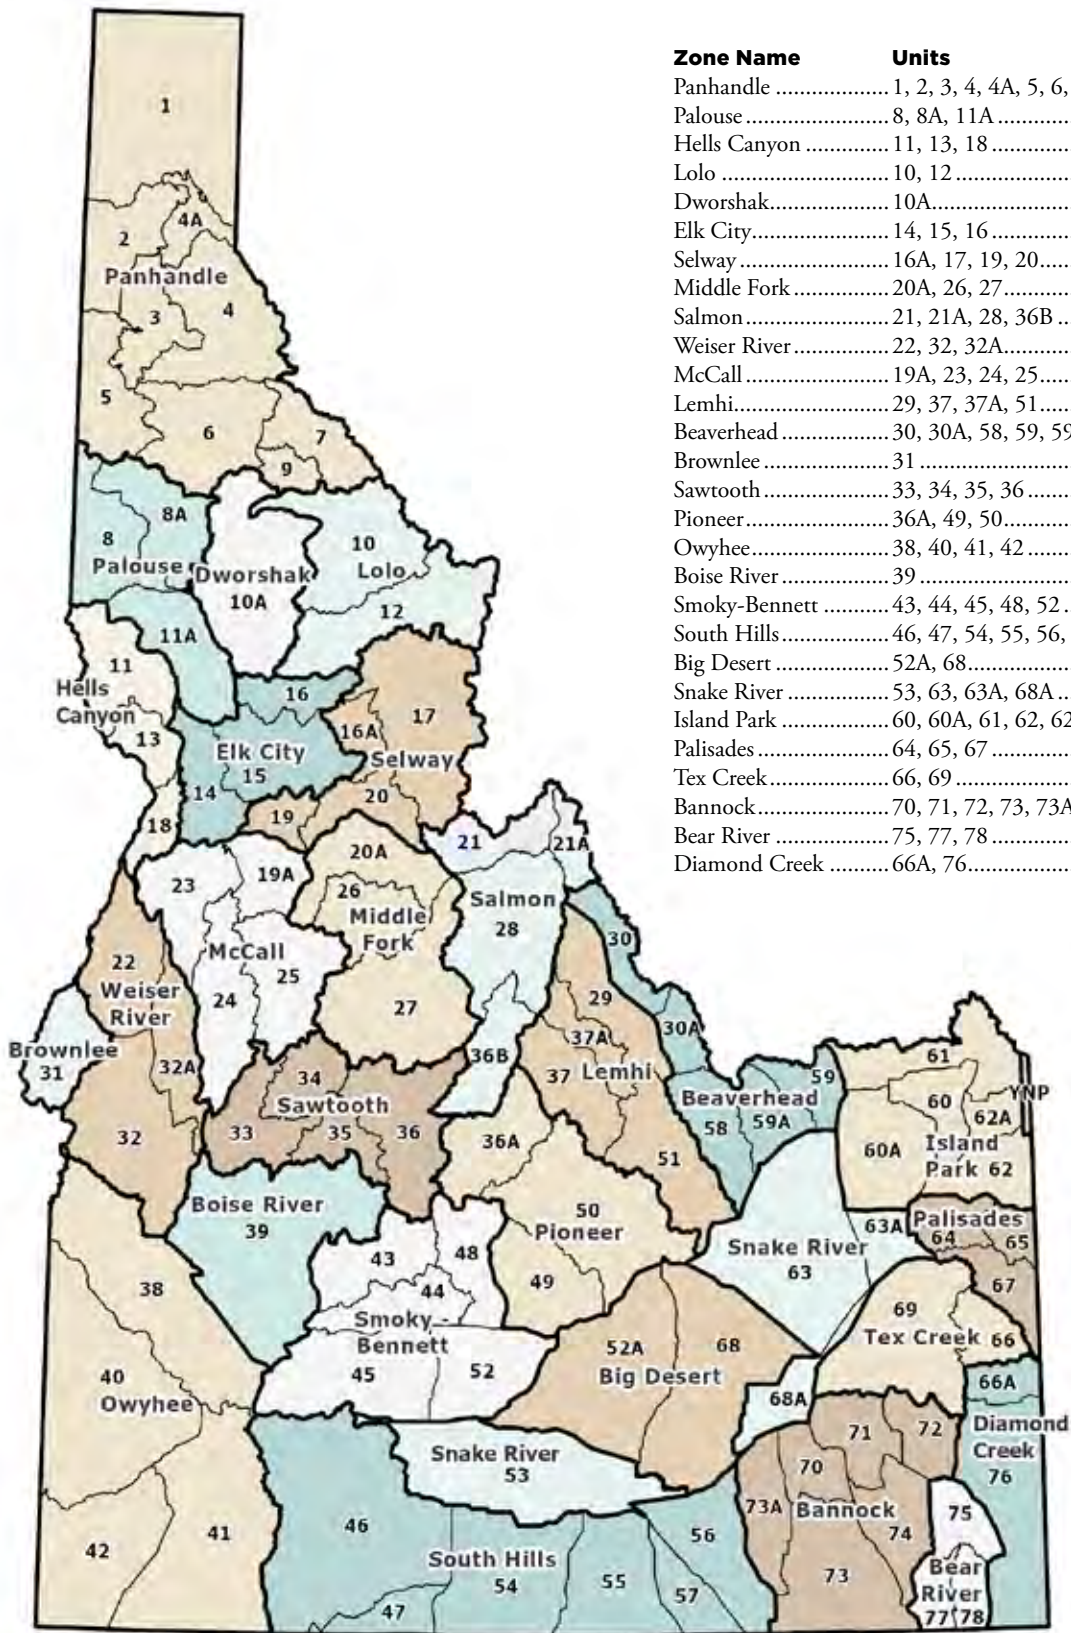 Zone Name Units
Panhandle .................. 1, 2, 3, 4, 4A, 5, 6,
Palouse ....................... 8, 8A, 11A ............
Hells Canyon ............. 11, 13, 18 .............
Lolo ........................... 10, 12 ...................
Dworshak................... 10A.......................
Elk City...................... 14, 15, 16 .............
Selway ........................ 16A, 17, 19, 20.....
Middle Fork ............... 20A, 26, 27...........
Salmon ....................... 21, 21A, 28, 36B ..
Weiser River ............... 22, 32, 32A...........
McCall ....................... 19A, 23, 24, 25.....
Lemhi......................... 29, 37, 37A, 51.....
Beaverhead ................. 30, 30A, 58, 59, 59
Brownlee .................... 31 .........................
Sawtooth .................... 33, 34, 35, 36 .......
Pioneer ....................... 36A, 49, 50...........
Owyhee...................... 38, 40, 41, 42 .......
Boise River ................. 39 .........................
Smoky-Bennett .......... 43, 44, 45, 48, 52 ..
South Hills ................. 46, 47, 54, 55, 56,
Big Desert .................. 52A, 68.................
Snake River ................ 53, 63, 63A, 68A ..
Island Park ................. 60, 60A, 61, 62, 62
Palisades ..................... 64, 65, 67 .............
Tex Creek ................... 66, 69 ...................
Bannock..................... 70, 71, 72, 73, 73A
Bear River .................. 75, 77, 78 .............
Diamond Creek ......... 66A, 76.................
1
4A
2
Panhandle
3
4
5
6
7
9
8A
8
Palouse
Dworshak
10A
10
Lolo
12
11A
11
Hells
Canyon
13
16
17
16A
Elk City
15
Selway
14
20
19
18
21
21A
20A
19A
23
26
Middle
Fork
Salmon
28
30
McCall
25
24
22
Weiser
River
27
29
30A
37A
37
Lemhi
36B
Brownlee
31
32A
32
34
Sawtooth
33
35
36
36A
59
Beaverhead
58
59A
51
61
60
YNP
62A
60A
Island
Park
62
Boise River
39
50
Pioneer
49
63A
Palisades
64
65
67
Snake River
63
43
48
44
Smoky -
Bennett
45
52
38
40
Owyhee
52A
68
Big Desert
69
Tex Creek
66
66A
68A
Diamond
Creek
76
71
72
70
73A
Bannock
74
73
75
Bear
River
77
78
Snake River
53
46
56
South Hills
54
55
57
47
41
42